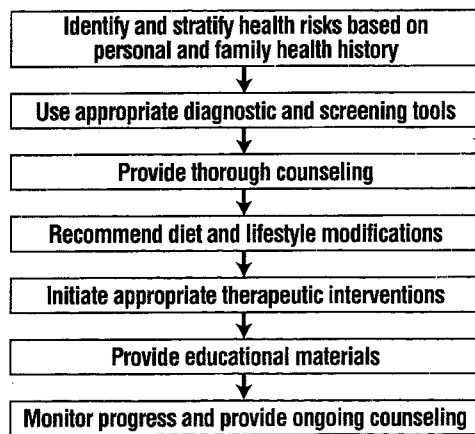 Identify and stratify health risks based on
personal and family health history
Use appropriate diagnostic and screening tools
Provide thorough counseling
Recommend diet and lifestyle modifications
Initiate appropriate therapeutic interventions
Provide educational materials
Monitor progress and provide ongoing counseling